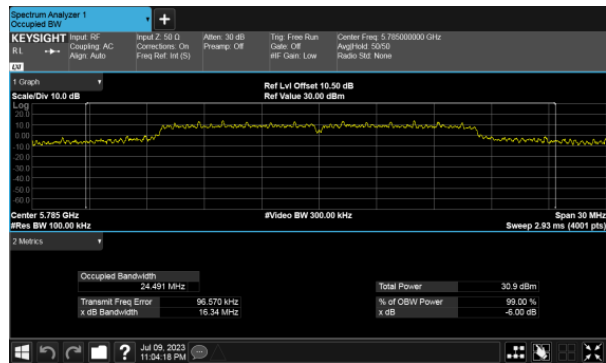 Spectrum Analyzer 1
Occupied BW
+
KEYSIGHT Input: RF Input Z: 50 Ω Atten: 30 dB Trig: Free Run Center Freq: 5.785000000 GHz
RL Coupling: AC Corrections: On Preamp: Off Gate: Off Avg|Hold: 50/50
Align: Auto Freq Ref: Int (S) #IF Gain: Low Radio Std: None
LXI
1 Graph Ref Lvl Offset 10.50 dB
Scale/Div 10.0 dB Ref Value 30.00 dBm
Log
20.0
10.0
0.00
-10.0
-20.0
-30.0
-40.0
-50.0
-60.0
Center 5.785 GHz #Video BW 300.00 kHz Span 30 MHz
#Res BW 100.00 kHz Sweep 2.93 ms (4001 pts)
2 Metrics
Occupied Bandwidth
24.491 MHz Total Power 30.9 dBm
Transmit Freq Error 96.570 kHz % of OBW Power 99.00 %
x dB Bandwidth 16.34 MHz x dB -6.00 dB
? Jul 09, 2023
11:04:18 PM